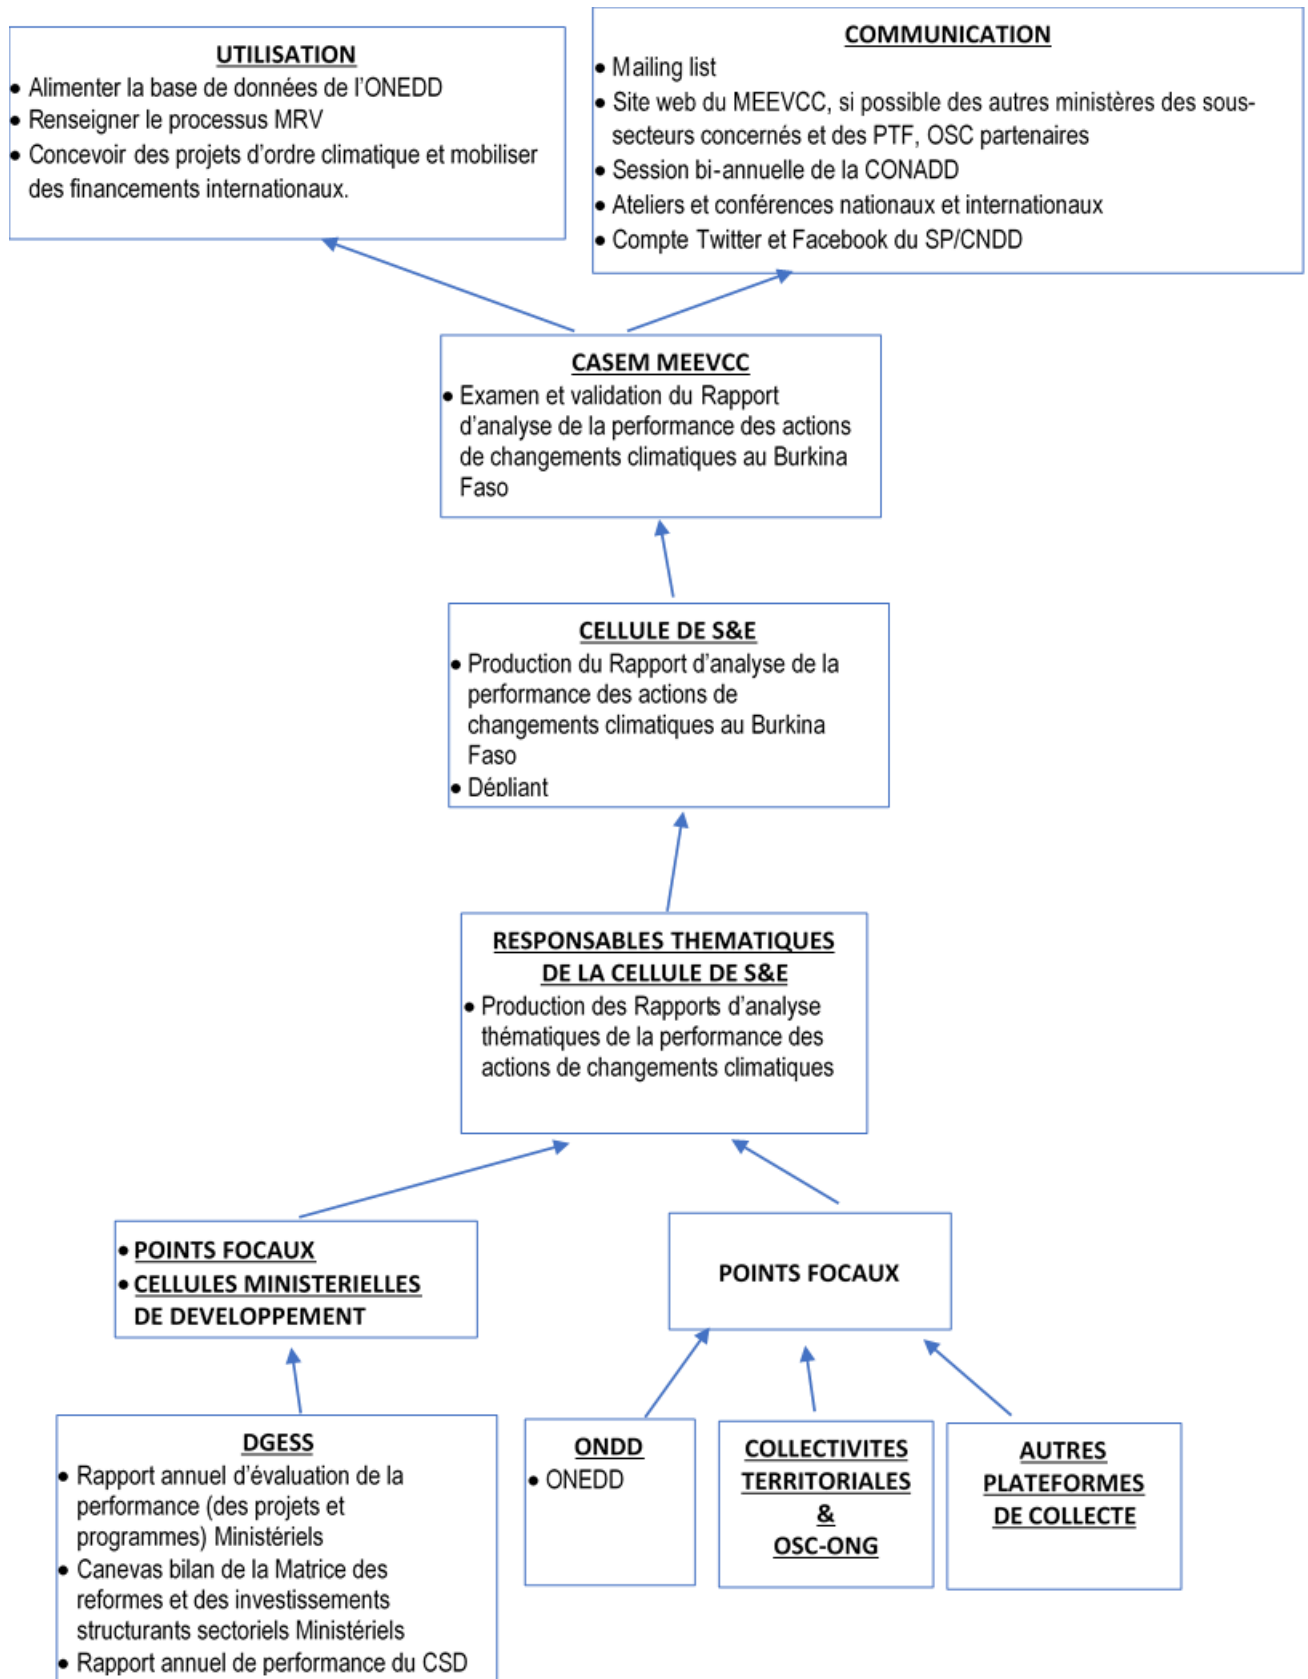 UTILISATION
• Alimenter la base de données de l'ONEDD
• Renseigner le processus MRV
• Concevoir des projets d'ordre climatique et mobiliser
des financements internationaux.
COMMUNICATION
• Mailing list
• Site web du MEEVCC, si possible des autres ministères des sous-
secteurs concernés et des PTF, OSC partenaires
• Session bi-annuelle de la CONADD
• Ateliers et conférences nationaux et internationaux
• Compte Twitter et Facebook du SP/CNDD
CASEM MEEVCC
• Examen et validation du Rapport
d'analyse de la performance des actions
de changements climatiques au Burkina
Faso
CELLULE DE S&E
• Production du Rapport d'analyse de la
performance des actions de
changements climatiques au Burkina
Faso
• Dépliant
RESPONSABLES THEMATIQUES
DE LA CELLULE DE S&E
• Production des Rapports d'analyse
thématiques de la performance des
actions de changements climatiques
• POINTS FOCAUX
• CELLULES MINISTERIELLES
DE DEVELOPPEMENT
POINTS FOCAUX
DGESS
• Rapport annuel d'évaluation de la
performance (des projets et
programmes) Ministériels
• Canevas bilan de la Matrice des
reformes et des investissements
structurants sectoriels Ministériels
• Rapport annuel de performance du CSD
ONDD
• ONEDD
COLLECTIVITES
TERRITORIALES
&
OSC-ONG
AUTRES
PLATEFORMES
DE COLLECTE